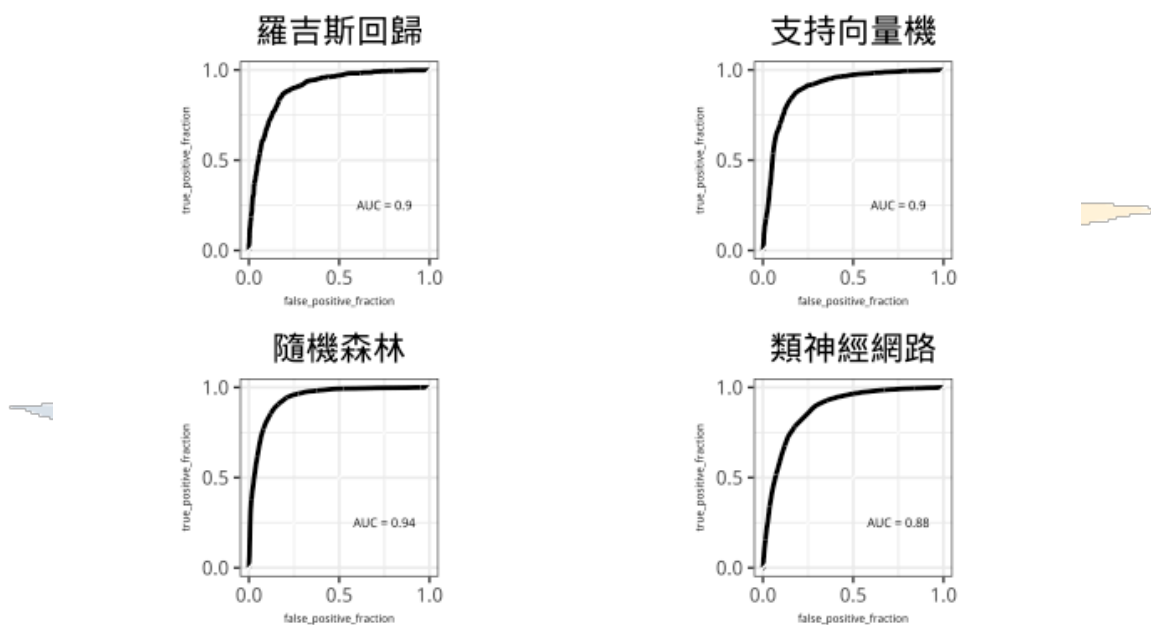 羅吉斯回歸
1.0
0.5
0.0
true_positive_fraction
AUC = 0.9
0.0 0.5 1.0
false_positive_fraction
支持向量機
1.0
0.5
0.0
true_positive_fraction
AUC = 0.9
0.0 0.5 1.0
false_positive_fraction
隨機森林
1.0
0.5
0.0
true_positive_fraction
AUC = 0.94
0.0 0.5 1.0
false_positive_fraction
類神經網路
1.0
0.5
0.0
true_positive_fraction
AUC = 0.88
0.0 0.5 1.0
false_positive_fraction